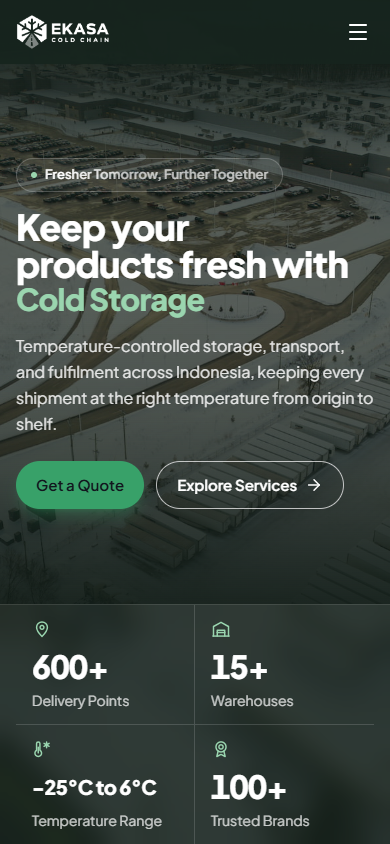 EKASA
COLD CHAIN
Fresher Tomorrow, Further Together
Keep your
products fresh with
Cold Storage
Temperature-controlled storage, transport,
and fulfilment across Indonesia, keeping every
shipment at the right temperature from origin to
shelf.
Get a Quote
Explore Services →
600+
Delivery Points
15+
Warehouses
-25°C to 6°C
Temperature Range
100+
Trusted Brands